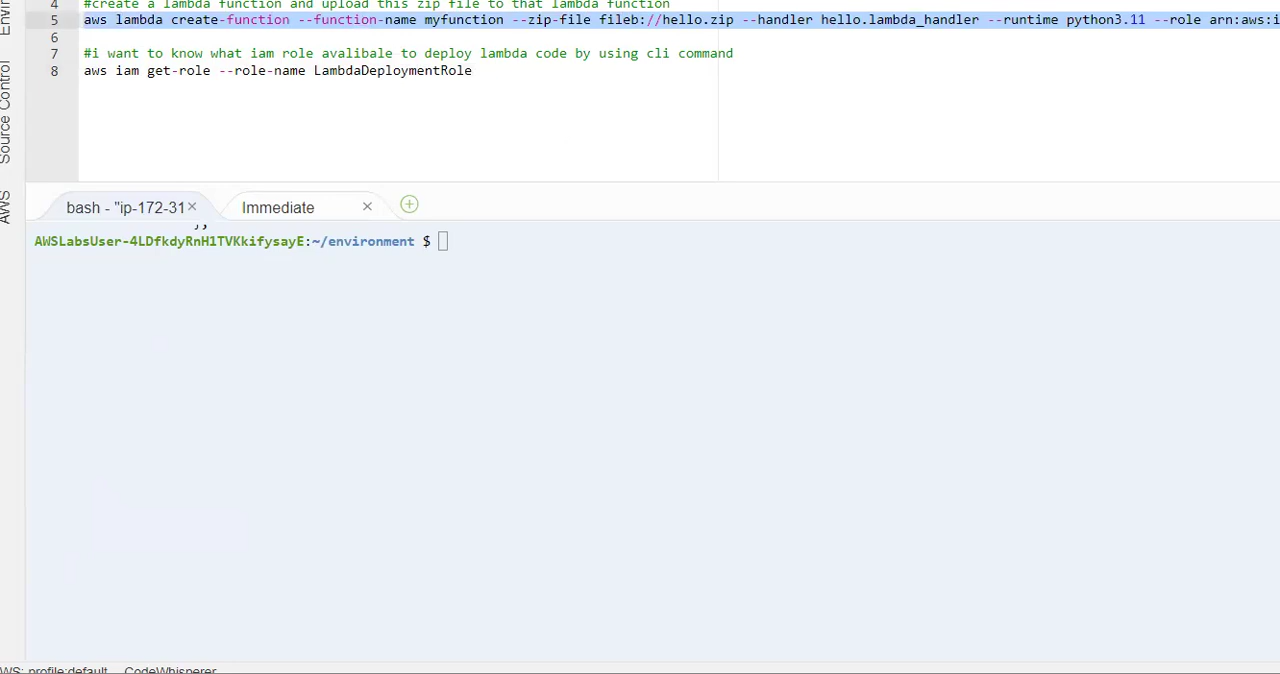 4 #create a lambda function and upload this zip file to that lambda function
5 aws lambda create-function --function-name myfunction --zip-file fileb://hello.zip --handler hello.lambda_handler --runtime python3.11 --role arn:aws:i
6
7 #i want to know what iam role avalibale to deploy lambda code by using cli command
8 aws iam get-role --role-name LambdaDeploymentRole
Source Control
AWS
bash - "ip-172-31 ×
Immediate ×
AWSLabsUser-4LDfkdyRnH1TVKkifysayE:~/environment $
WS: profile:default CodeWhisperer